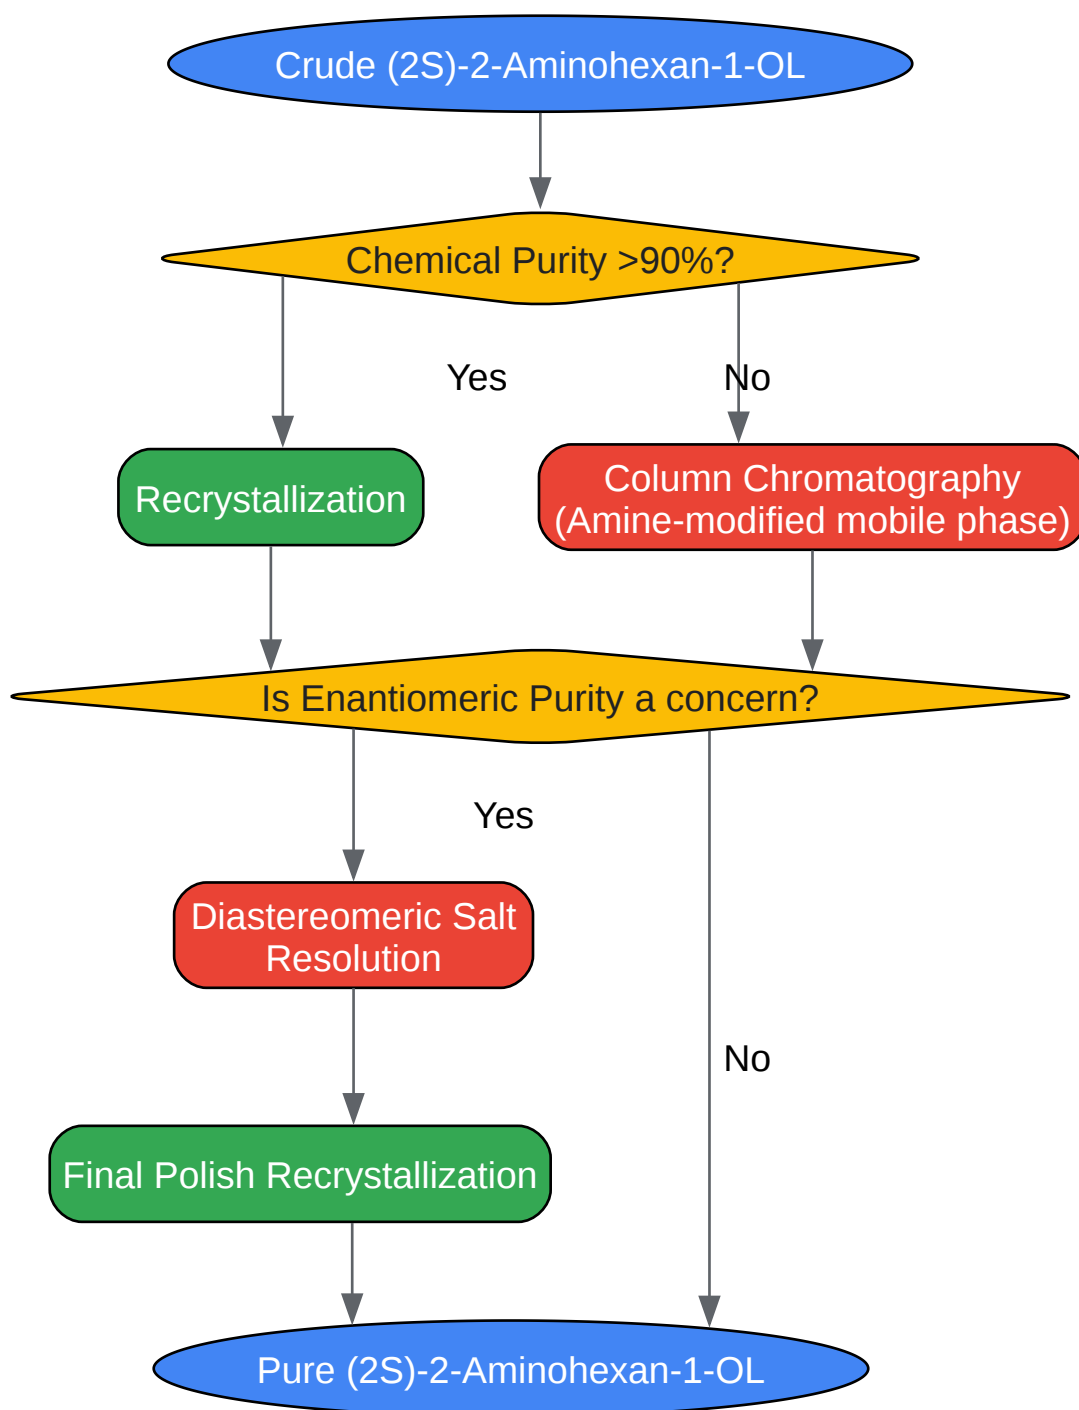 Crude (2S)-2-Aminohexan-1-OL
Chemical Purity >90%?
Yes
No
Recrystallization
Column Chromatography
(Amine-modified mobile phase)
Is Enantiomeric Purity a concern?
Yes
Diastereomeric Salt
Resolution
No
Final Polish Recrystallization
Pure (2S)-2-Aminohexan-1-OL